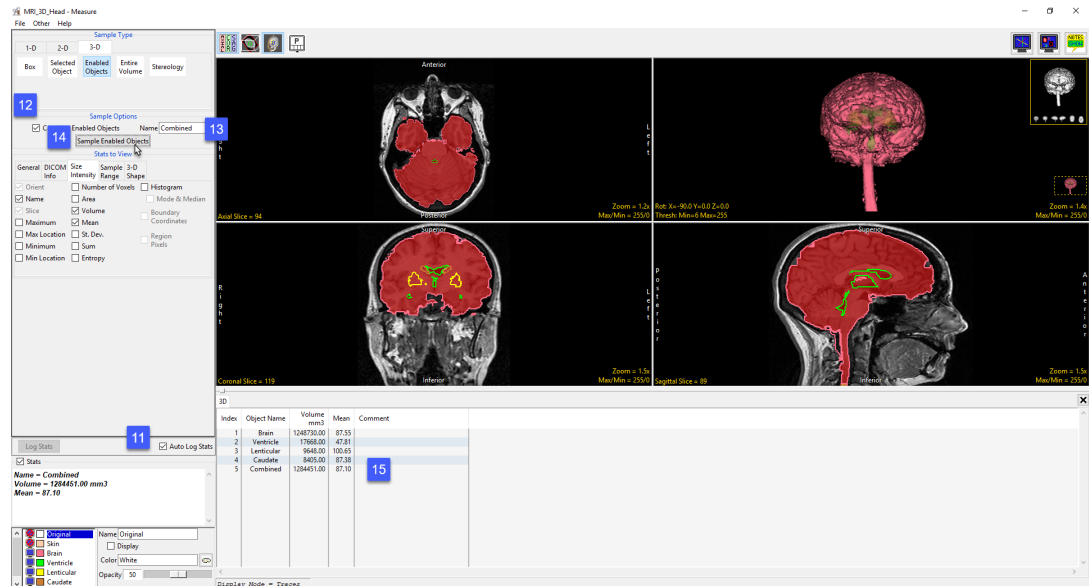 MRI_3D_Head - Measure
File Other Help
Sample Type
1-D 2-D 3-D
Box Selected Object Enabled Objects Entire Volume Stereology
12
Sample Options
C Enabled Objects Name Combined 13
14 Sample Enabled Objects
Stats to View
General DICOM Info Size Intensity Sample Range 3-D Shape
Orient Number of Voxels Histogram
Name Area Mode & Median
Slice Volume Boundary Coordinates
Maximum Mean
Max Location St. Dev. Region Pixels
Minimum Sum
Min Location Entropy
11
Log Stats Auto Log Stats
Stats
Name = Combined
Volume = 1284451.00 mm3
Mean = 87.10
Original Name Original
Skin Display
Brain Color White
Ventricle
Lenticular Opacity 50
Caudate
P
NOTES
Anterior
Left
Axial Slice = 94
Posterior
Zoom = 1.2x
Max/Min = 255/0
Rot: X=-90.0 Y=0.0 Z=0.0
Thresh: Min=6 Max=255
Zoom = 1.4x
Max/Min = 255/0
Superior
Right
Left
Coronal Slice = 119
Inferior
Zoom = 1.5x
Max/Min = 255/0
Superior
Posterior
Anterior
Sagittal Slice = 89
Inferior
Zoom = 1.5x
Max/Min = 255/0
3D
Index Object Name Volume mm3 Mean Comment
1 Brain 1248730.00 87.55
2 Ventricle 17668.00 47.81
3 Lenticular 9648.00 100.65
4 Caudate 8405.00 87.38
5 Combined 1284451.00 87.10
15
Display Mode = Traces